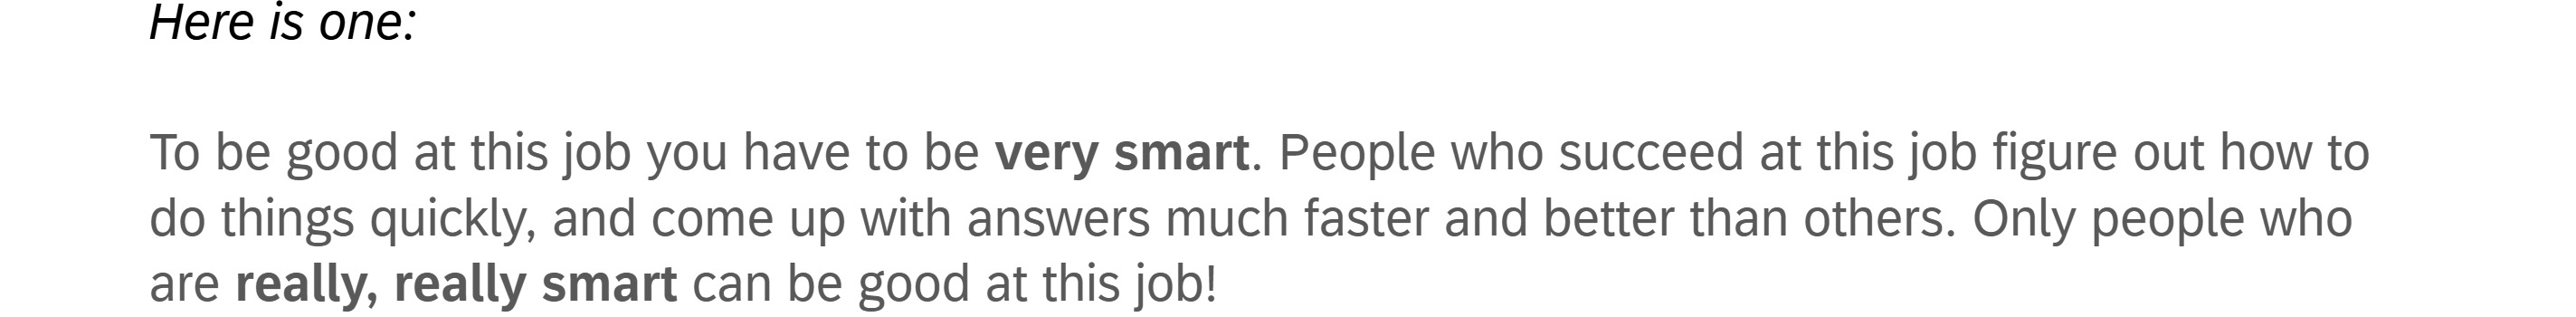 Here is one:
To be good at this job you have to be very smart. People who succeed at this job figure out how to
do things quickly, and come up with answers much faster and better than others. Only people who
are really, really smart can be good at this job!